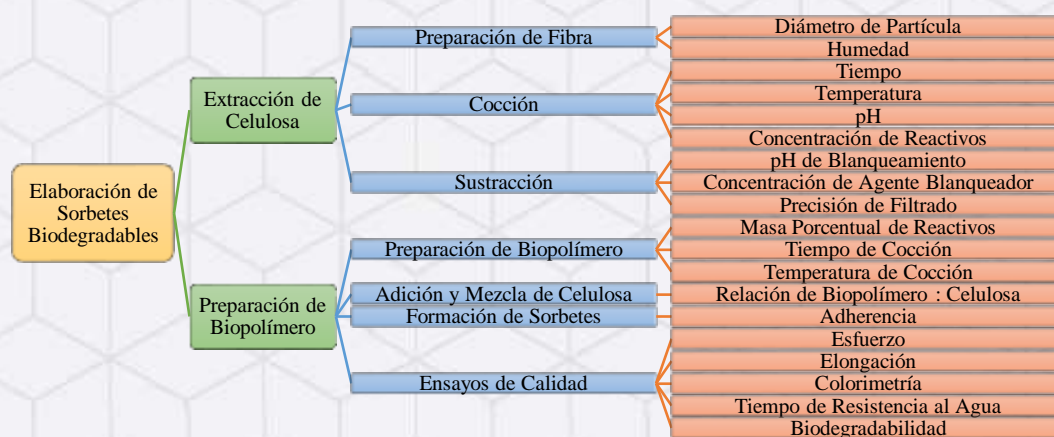 Elaboración de
Sorbetes
Biodegradables
Extracción de
Celulosa
Preparación de Fibra
Diámetro de Partícula
Humedad
Cocción
Tiempo
Temperatura
pH
Concentración de Reactivos
Sustracción
pH de Blanqueamiento
Concentración de Agente Blanqueador
Precisión de Filtrado
Preparación de
Biopolímero
Preparación de Biopolímero
Masa Porcentual de Reactivos
Tiempo de Cocción
Temperatura de Cocción
Adición y Mezcla de Celulosa
Relación de Biopolímero : Celulosa
Formación de Sorbetes
Adherencia
Ensayos de Calidad
Esfuerzo
Elongación
Colorimetría
Tiempo de Resistencia al Agua
Biodegradabilidad